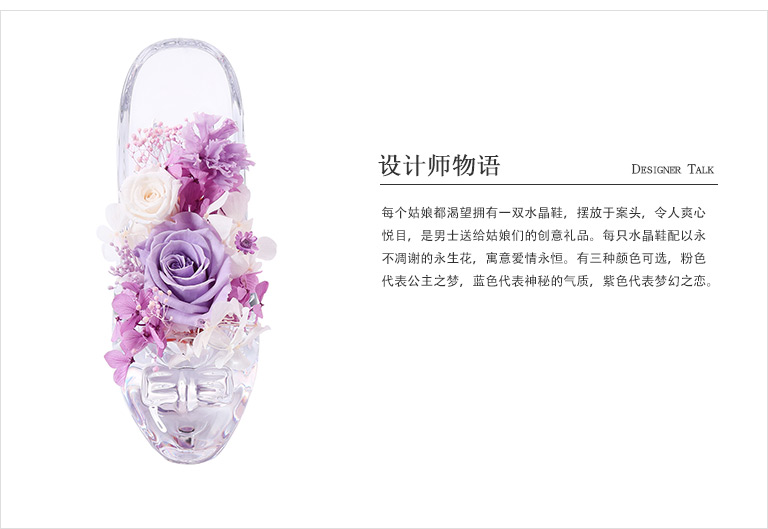 设计师物语
DESIGNER TALK
每个姑娘都渴望拥有一双水晶鞋，摆放于案头，令人爽心
悦目，是男士送给姑娘们的创意礼品。每只水晶鞋配以永
不凋谢的永生花，寓意爱情永恒。有三种颜色可选，粉色
代表公主之梦，蓝色代表神秘的气质，紫色代表梦幻之恋。